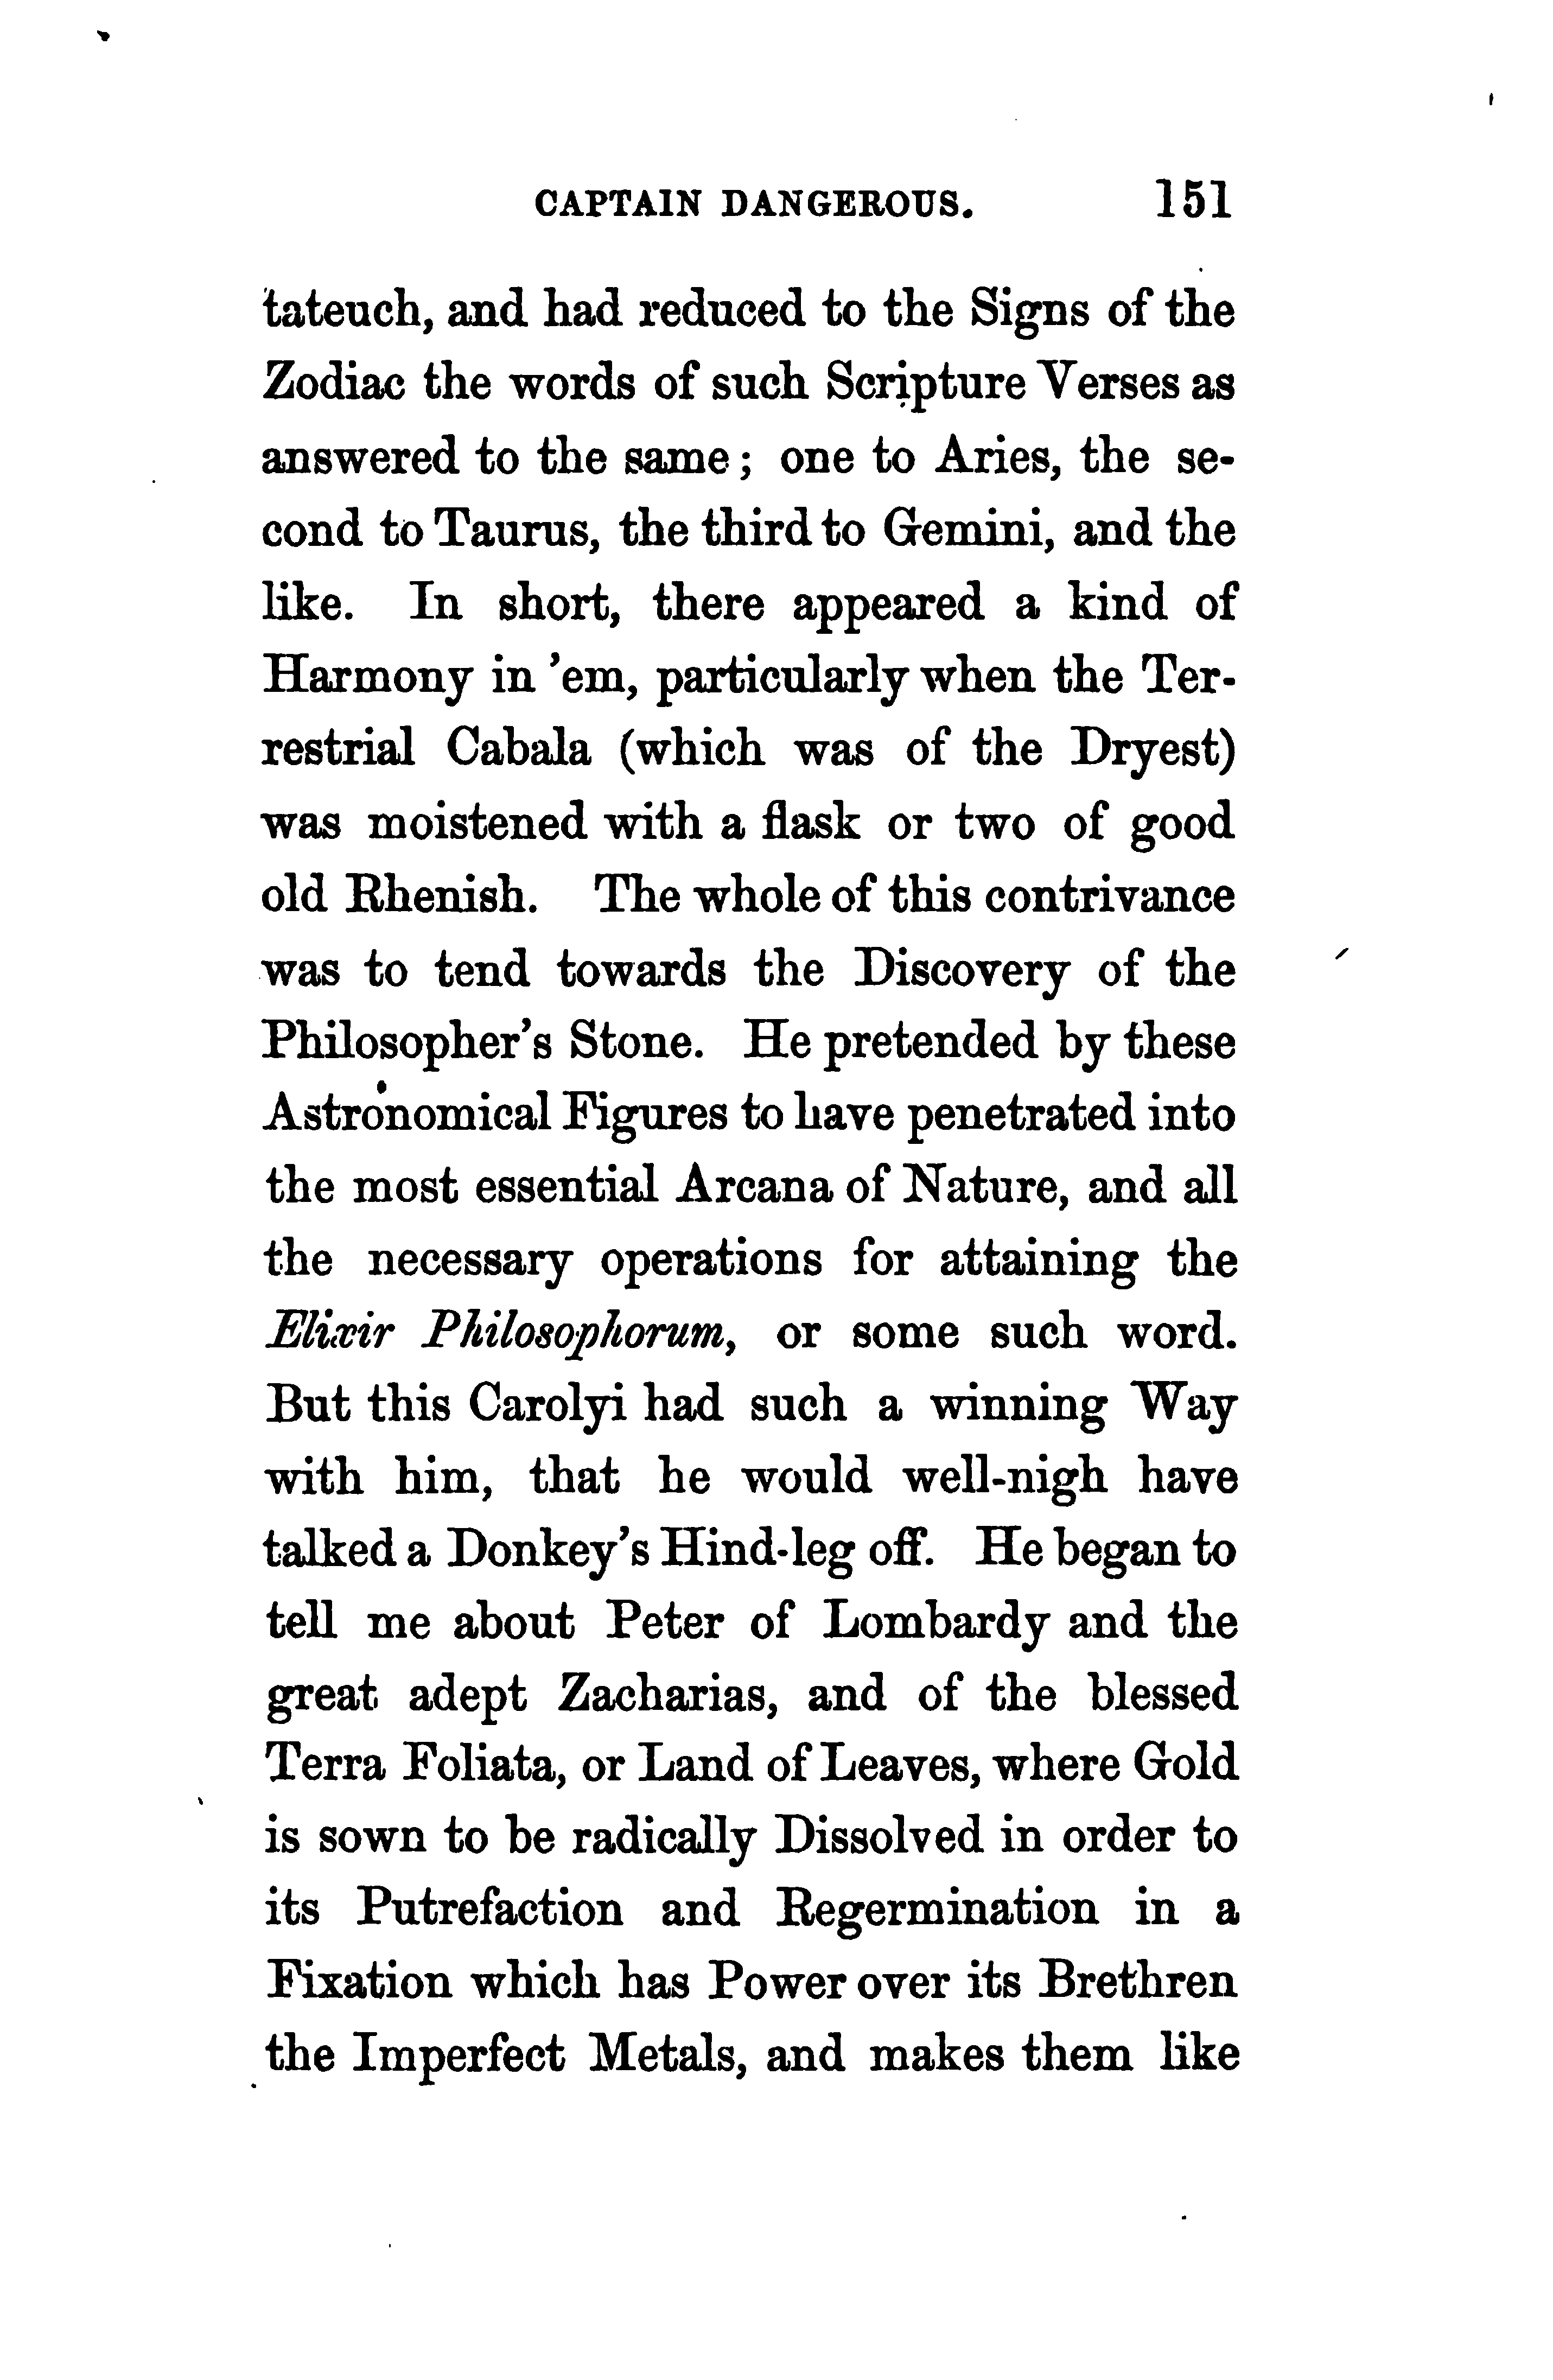 CAPTAIN DANGEROUS. 151
tateuch, and had reduced to the Signs of the
Zodiac the words of such Scripture Verses as
answered to the same; one to Aries, the se-
cond to Taurus, the third to Gemini, and the
like. In short, there appeared a kind of
Harmony in ’em, particularly when the Ter-
restrial Cabala (which was of the Dryest)
was moistened with a flask or two of good
old Rhenish. The whole of this contrivance
was to tend towards the Discovery of the
Philosopher’s Stone. He pretended by these
Astronomical Figures to have penetrated into
the most essential Arcana of Nature, and all
the necessary operations for attaining the
Elixir Philosophorum, or some such word.
But this Carolyi had such a winning Way
with him, that he would well-nigh have
talked a Donkey’s Hind-leg off. He began to
tell me about Peter of Lombardy and the
great adept Zacharias, and of the blessed
Terra Foliata, or Land of Leaves, where Gold
is sown to be radically Dissolved in order to
its Putrefaction and Regermination in a
Fixation which has Power over its Brethren
the Imperfect Metals, and makes them like